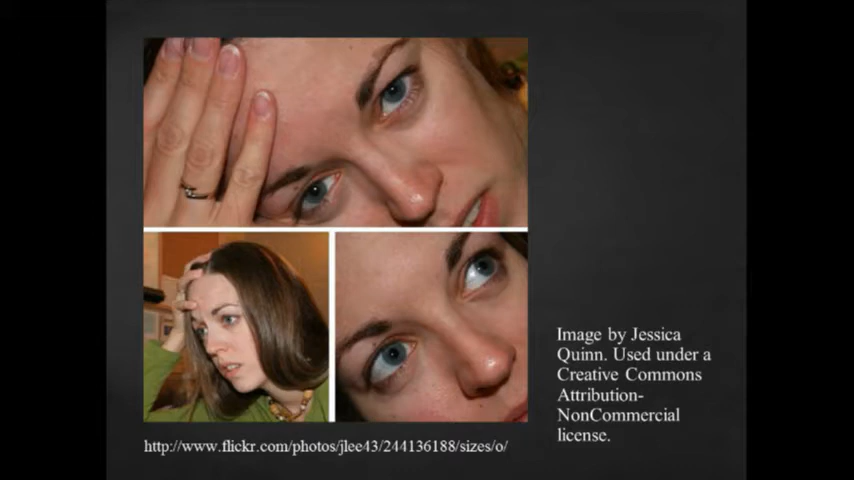 Image by Jessica
Quinn. Used under a
Creative Commons
Attribution-
NonCommercial
license.
http://www.flickr.com/photos/jlee43/244136188/sizes/o/